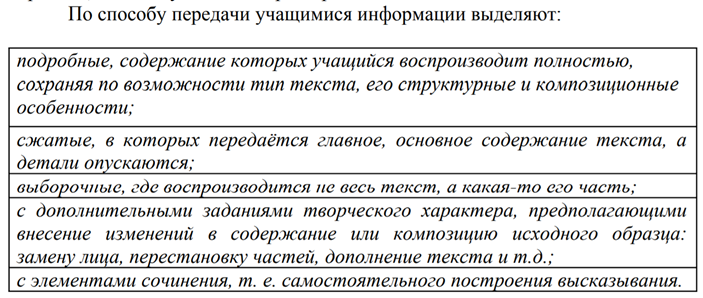 По способу передачи учащимися информации выделяют:
подробные, содержание которых учащийся воспроизводит полностью,
сохраняя по возможности тип текста, его структурные и композиционные
особенности;
сжатые, в которых передаётся главное, основное содержание текста, а
детали опускаются;
выборочные, где воспроизводится не весь текст, а какая-то его часть;
с дополнительными заданиями творческого характера, предполагающими
внесение изменений в содержание или композицию исходного образца:
замену лица, перестановку частей, дополнение текста и т.д.;
с элементами сочинения, т. е. самостоятельного построения высказывания.